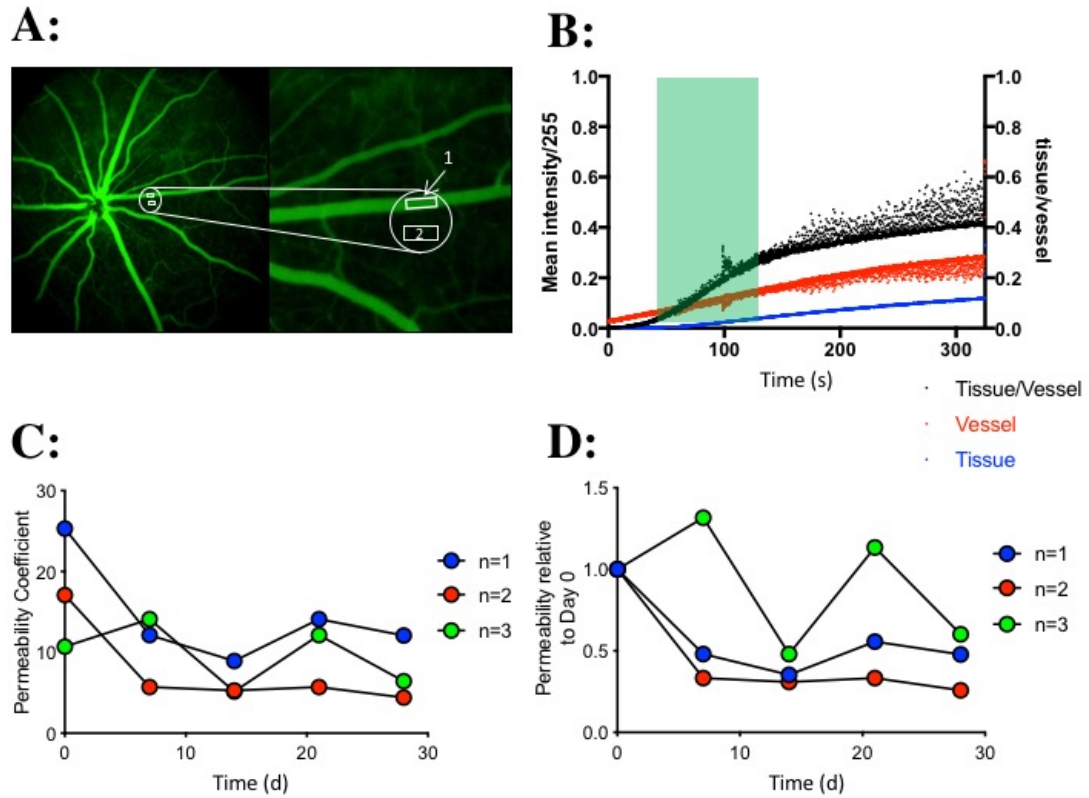 A:
1
2
B:
Mean intensity/255
1.0
0.8
0.6
0.4
0.2
0.0
0
100
200
300
Time (s)
1.0
0.8
0.6
0.4
0.2
0.0
tissue/vessel
Tissue/Vessel
Vessel
Tissue
C:
Permeability Coefficient
30
20
10
0
0
10
20
30
Time (d)
n=1
n=2
n=3
D:
Permeability relative
to Day 0
1.5
1.0
0.5
0.0
0
10
20
30
Time (d)
n=1
n=2
n=3